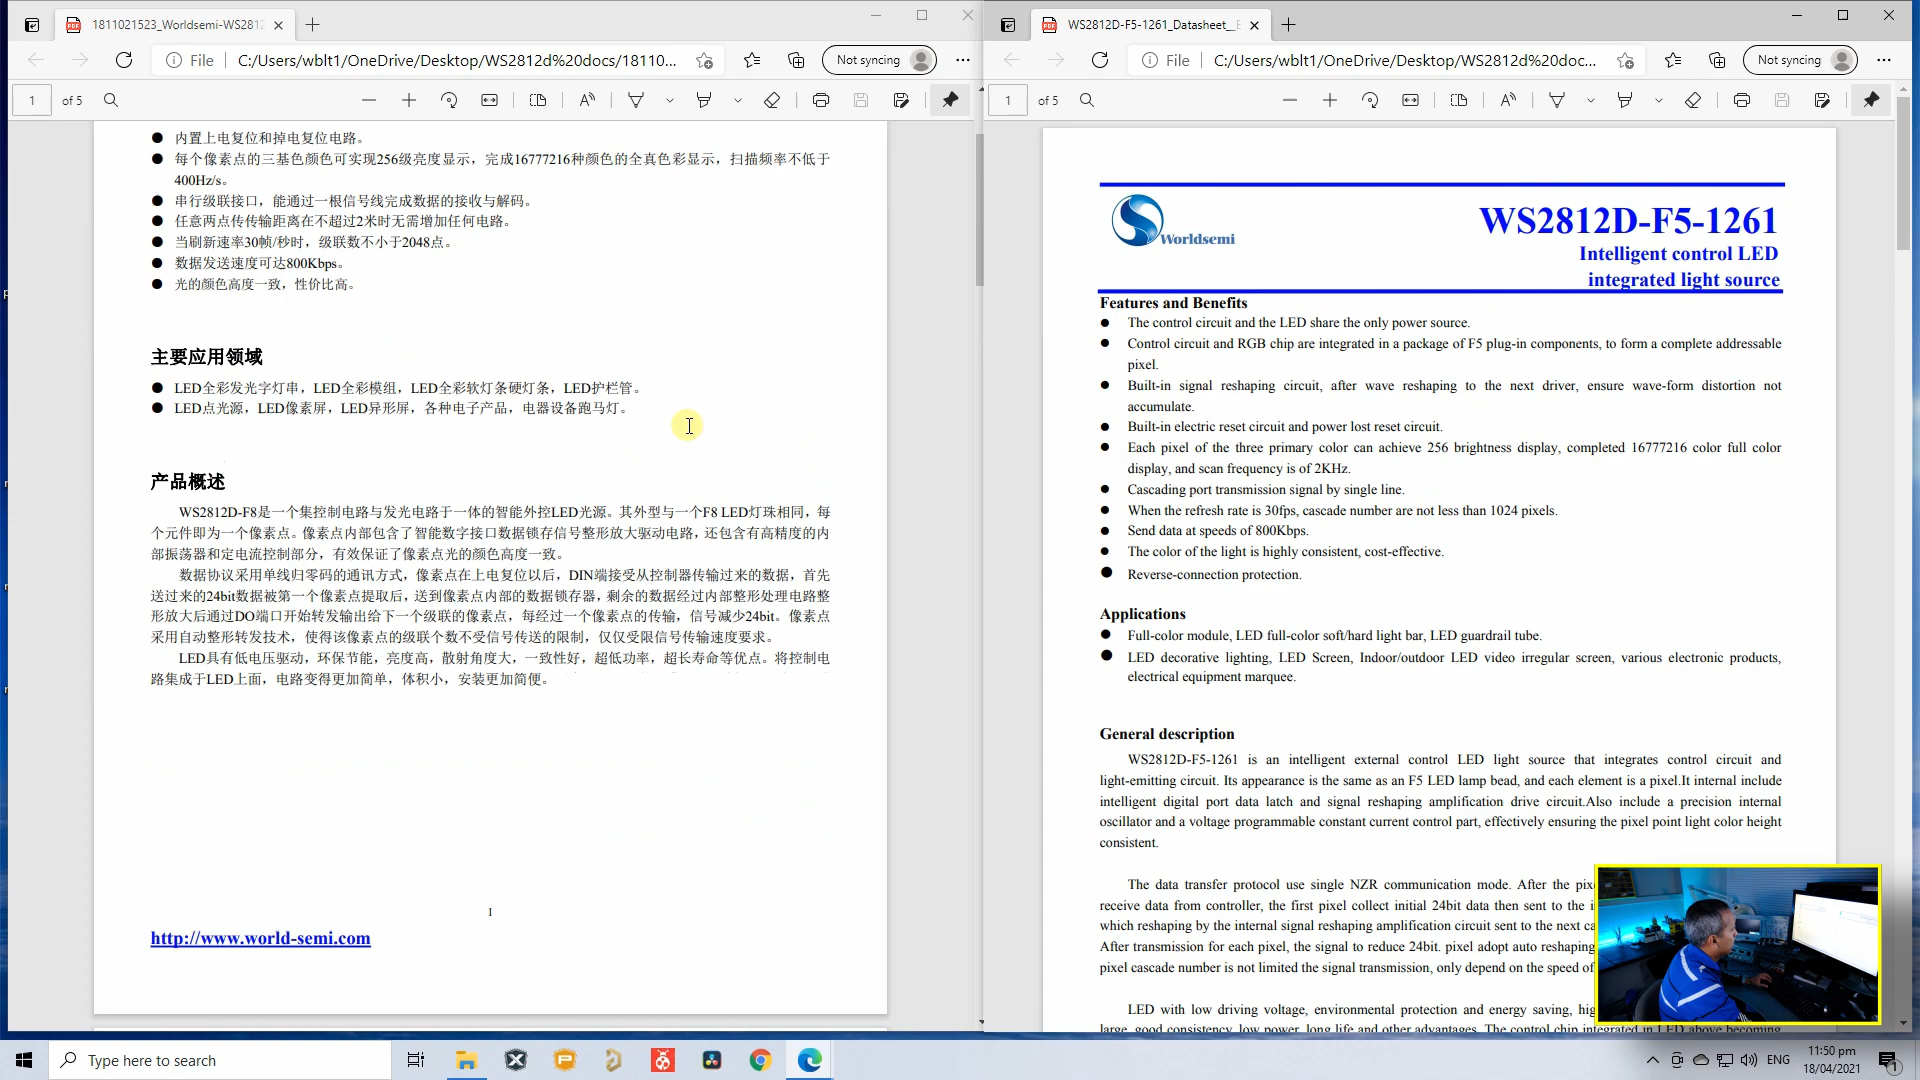 1811021523_Worldsemi-WS2812
File
C:/Users/wblt1/OneDrive/Desktop/WS2812d%20docs/18110...
Not syncing
1 of 5
内置上电复位和掉电复位电路。
每个像素点的三基色颜色可实现256级亮度显示，完成16777216种颜色的全真色彩显示，扫描频率不低于
400Hz/s。
串行级联接口，能通过一根信号线完成数据的接收与解码。
任意两点传传输距离在不超过2米时无需增加任何电路。
当刷新速率30帧/秒时，级联数不小于2048点。
数据发送速度可达800Kbps。
光的颜色高度一致，性价比高。
主要应用领域
LED全彩发光字灯串，LED全彩模组，LED全彩软灯条硬灯条，LED护栏管。
LED点光源，LED像素屏，LED异形屏，各种电子产品，电器设备跑马灯。
产品概述
WS2812D-F8是一个集控制电路与发光电路于一体的智能外控LED光源。其外型与一个F8 LED灯珠相同，每
个元件即为一个像素点。像素点内部包含了智能数字接口数据锁存信号整形放大驱动电路，还包含有高精度的内
部振荡器和定电流控制部分，有效保证了像素点光的颜色高度一致。
数据协议采用单线归零码的通讯方式，像素点在上电复位以后，DIN端接受从控制器传输过来的数据，首先
送过来的24bit数据被第一个像素点提取后，送到像素点内部的数据锁存器，剩余的数据经过内部整形处理电路整
形放大后通过DO端口开始转发输出给下一个级联的像素点，每经过一个像素点的传输，信号减少24bit。像素点
采用自动整形转发技术，使得该像素点的级联个数不受信号传送的限制，仅仅受限信号传输速度要求。
LED具有低电压驱动，环保节能，亮度高，散射角度大，一致性好，超低功率，超长寿命等优点。将控制电
路集成于LED上面，电路变得更加简单，体积小，安装更加简便。
1
http://www.world-semi.com
WS2812D-F5-1261_Datasheet__E
File
C:/Users/wblt1/OneDrive/Desktop/WS2812d%20doc...
Not syncing
1 of 5
Worldsemi
WS2812D-F5-1261
Intelligent control LED
integrated light source
Features and Benefits
The control circuit and the LED share the only power source.
Control circuit and RGB chip are integrated in a package of F5 plug-in components, to form a complete addressable
pixel.
Built-in signal reshaping circuit, after wave reshaping to the next driver, ensure wave-form distortion not
accumulate.
Built-in electric reset circuit and power lost reset circuit.
Each pixel of the three primary color can achieve 256 brightness display, completed 16777216 color full color
display, and scan frequency is of 2KHz.
Cascading port transmission signal by single line.
When the refresh rate is 30fps, cascade number are not less than 1024 pixels.
Send data at speeds of 800Kbps.
The color of the light is highly consistent, cost-effective.
Reverse-connection protection.
Applications
Full-color module, LED full-color soft/hard light bar, LED guardrail tube.
LED decorative lighting, LED Screen, Indoor/outdoor LED video irregular screen, various electronic products,
electrical equipment marquee.
General description
WS2812D-F5-1261 is an intelligent external control LED light source that integrates control circuit and
light-emitting circuit. Its appearance is the same as an F5 LED lamp bead, and each element is a pixel.It internal include
intelligent digital port data latch and signal reshaping amplification drive circuit.Also include a precision internal
oscillator and a voltage programmable constant current control part, effectively ensuring the pixel point light color height
consistent.
The data transfer protocol use single NZR communication mode. After the
receive data from controller, the first pixel collect initial 24bit data then sent to the
which reshaping by the internal signal reshaping amplification circuit sent to the next
After transmission for each pixel, the signal to reduce 24bit. pixel adopt auto reshaping
pixel cascade number is not limited the signal transmission, only depend on the speed of
LED with low driving voltage, environmental protection and energy saving,
large, good consistency, low power, long life and other advantages. The control chip integrated in LED above becoming
Type here to search
ENG
11:50 pm
18/04/2021